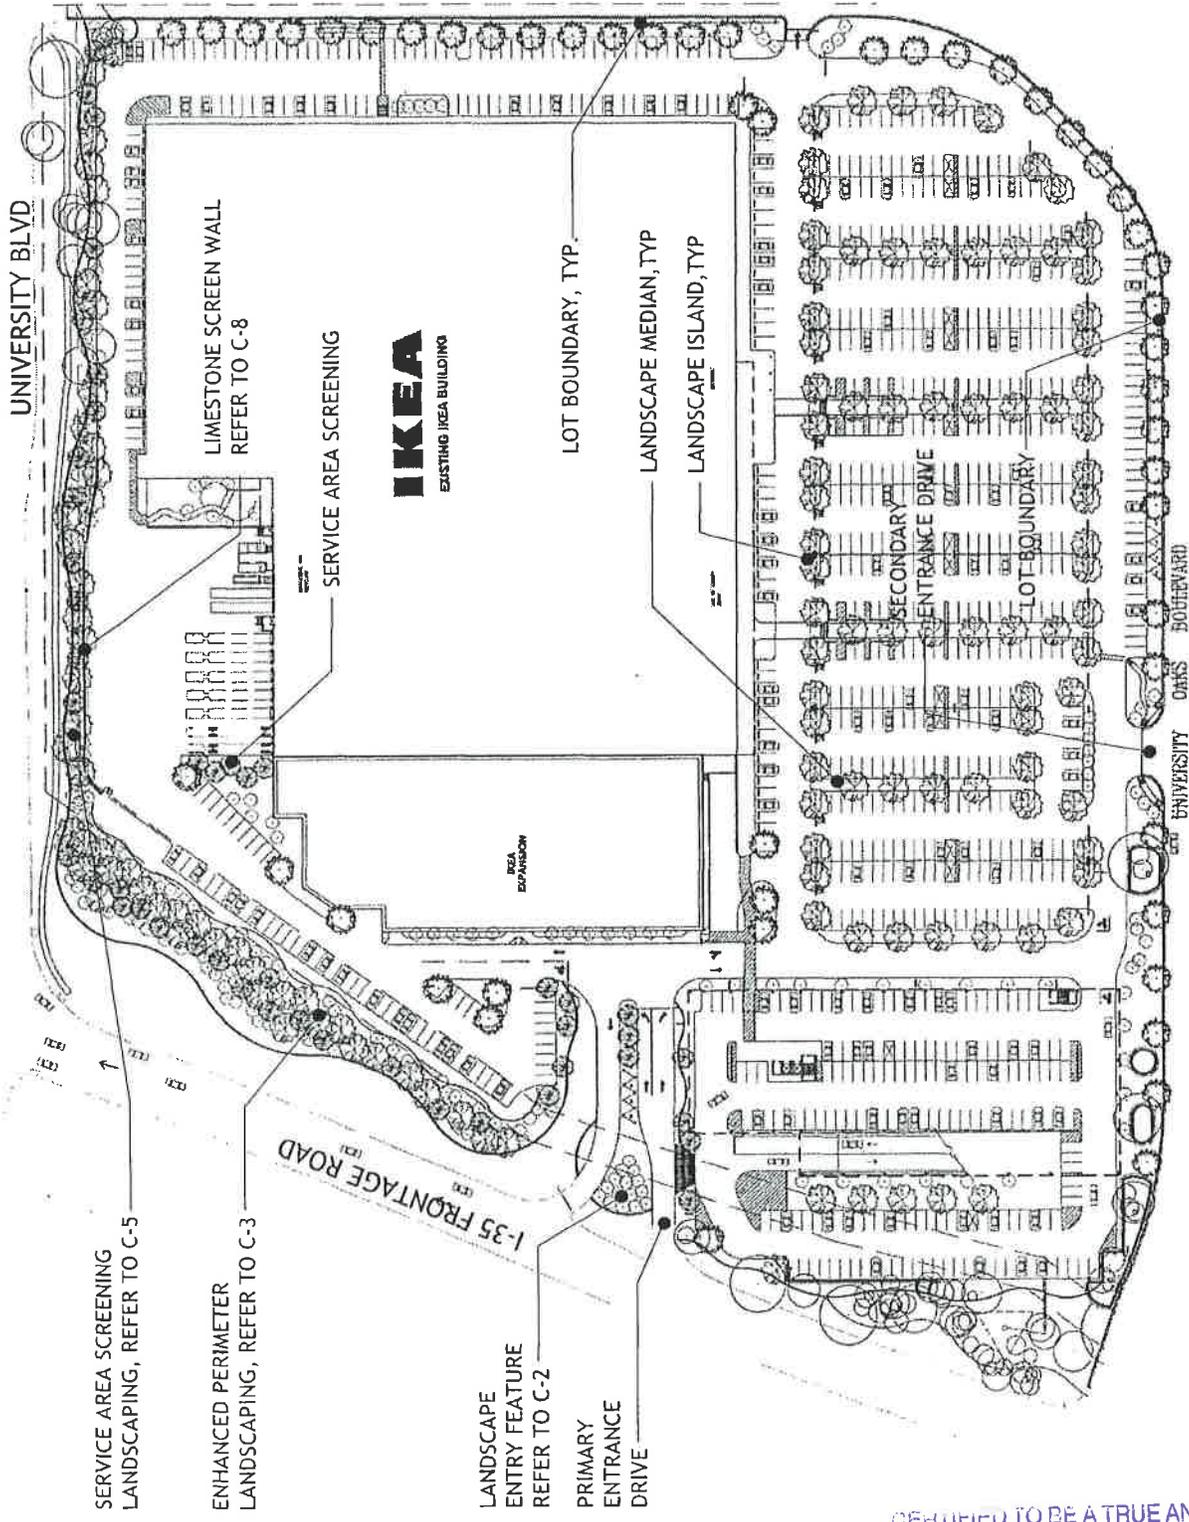 UNIVERSITY BLVD
LIMESTONE SCREEN WALL
REFER TO C-8
SERVICE AREA SCREENING
IKEA
EXISTING IKEA BUILDING
LOT BOUNDARY, TYP.
LANDSCAPE MEDIAN, TYP
LANDSCAPE ISLAND, TYP
SECONDARY
ENTRANCE DRIVE
LOT BOUNDARY
UNIVERSITY OAKS BOULEVARD
IKEA
EXPANSION
I-35 FRONTAGE ROAD
SERVICE AREA SCREENING
LANDSCAPING, REFER TO C-5
ENHANCED PERIMETER
LANDSCAPING, REFER TO C-3
LANDSCAPE
ENTRY FEATURE
REFER TO C-2
PRIMARY
ENTRANCE
DRIVE
CERTIFIED TO BE A TRUE AN